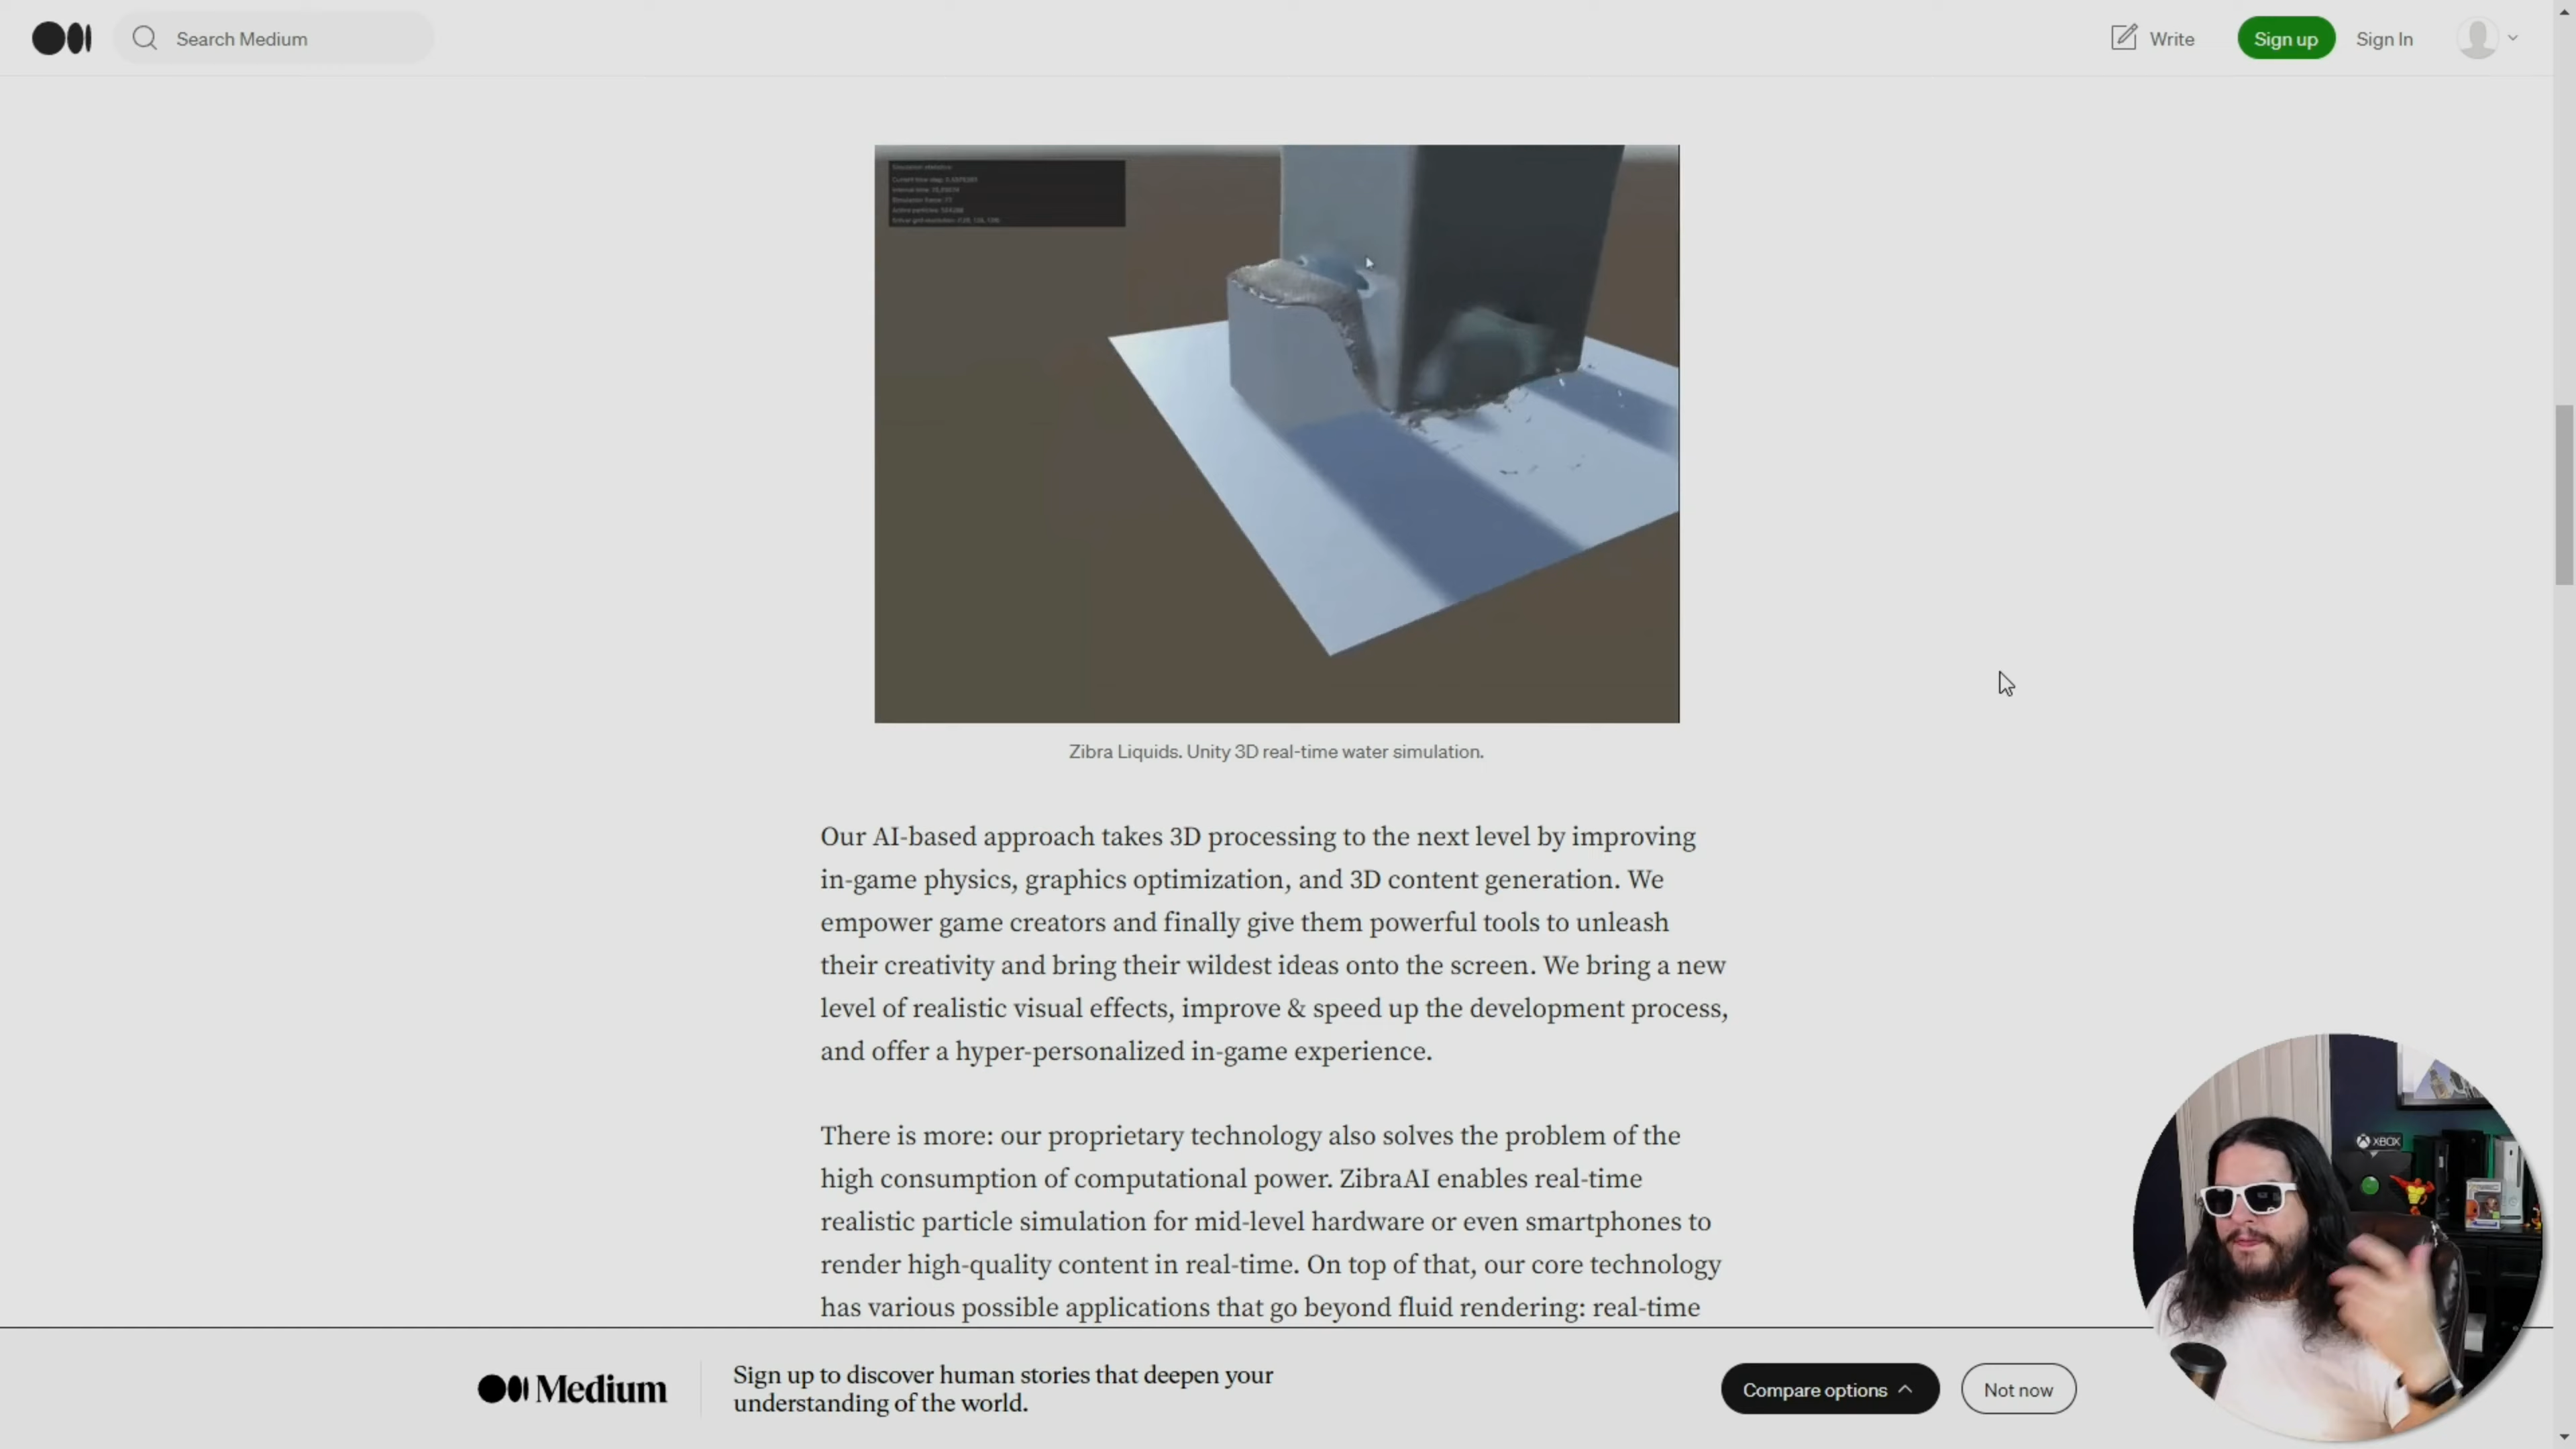 Search Medium
Write
Sign up
Sign In
Zibra Liquids. Unity 3D real-time water simulation.
Our AI-based approach takes 3D processing to the next level by improving
in-game physics, graphics optimization, and 3D content generation. We
empower game creators and finally give them powerful tools to unleash
their creativity and bring their wildest ideas onto the screen. We bring a new
level of realistic visual effects, improve & speed up the development process,
and offer a hyper-personalized in-game experience.
There is more: our proprietary technology also solves the problem of the
high consumption of computational power. ZibraAI enables real-time
realistic particle simulation for mid-level hardware or even smartphones to
render high-quality content in real-time. On top of that, our core technology
has various possible applications that go beyond fluid rendering: real-time
XBOX
Medium
Sign up to discover human stories that deepen your
understanding of the world.
Compare options
Not now